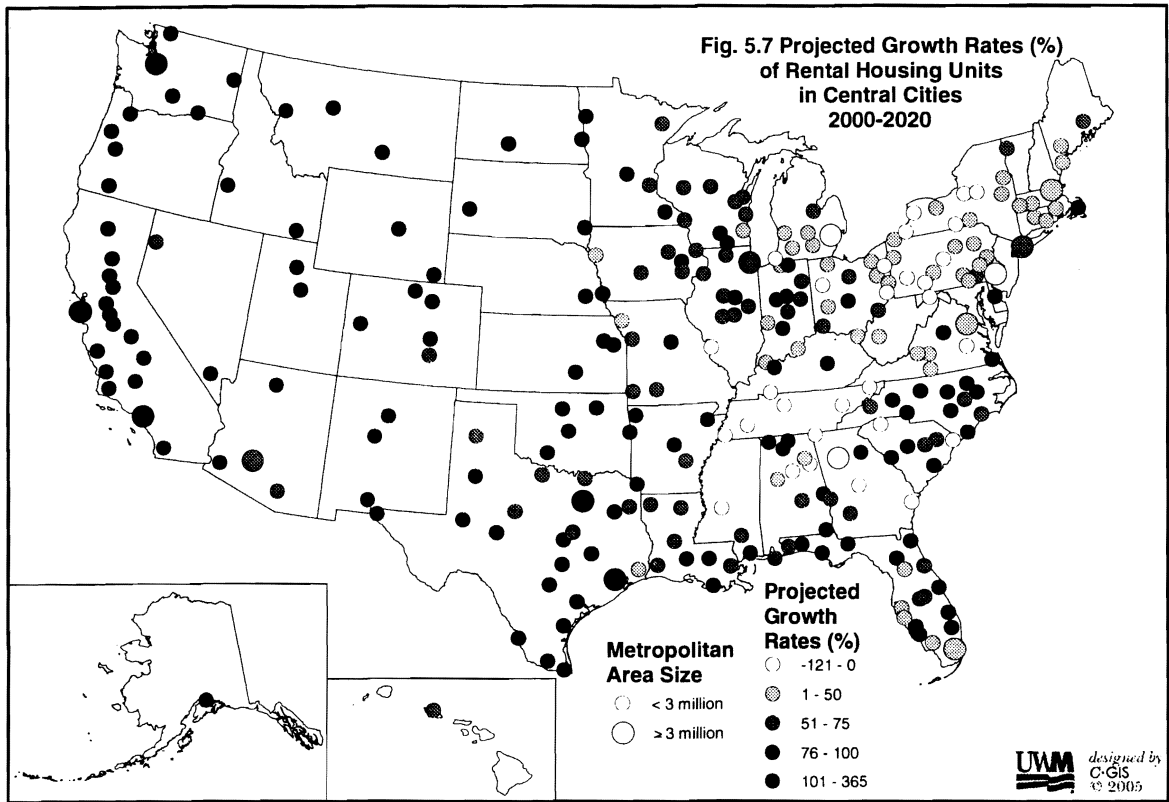 Fig. 5.7 Projected Growth Rates (%)
of Rental Housing Units
in Central Cities
2000-2020
Metropolitan
Area Size
< 3 million
≥ 3 million
Projected
Growth
Rates (%)
-121 - 0
1 - 50
51 - 75
76 - 100
101 - 365
UWM
designed by
C·GIS
© 2005